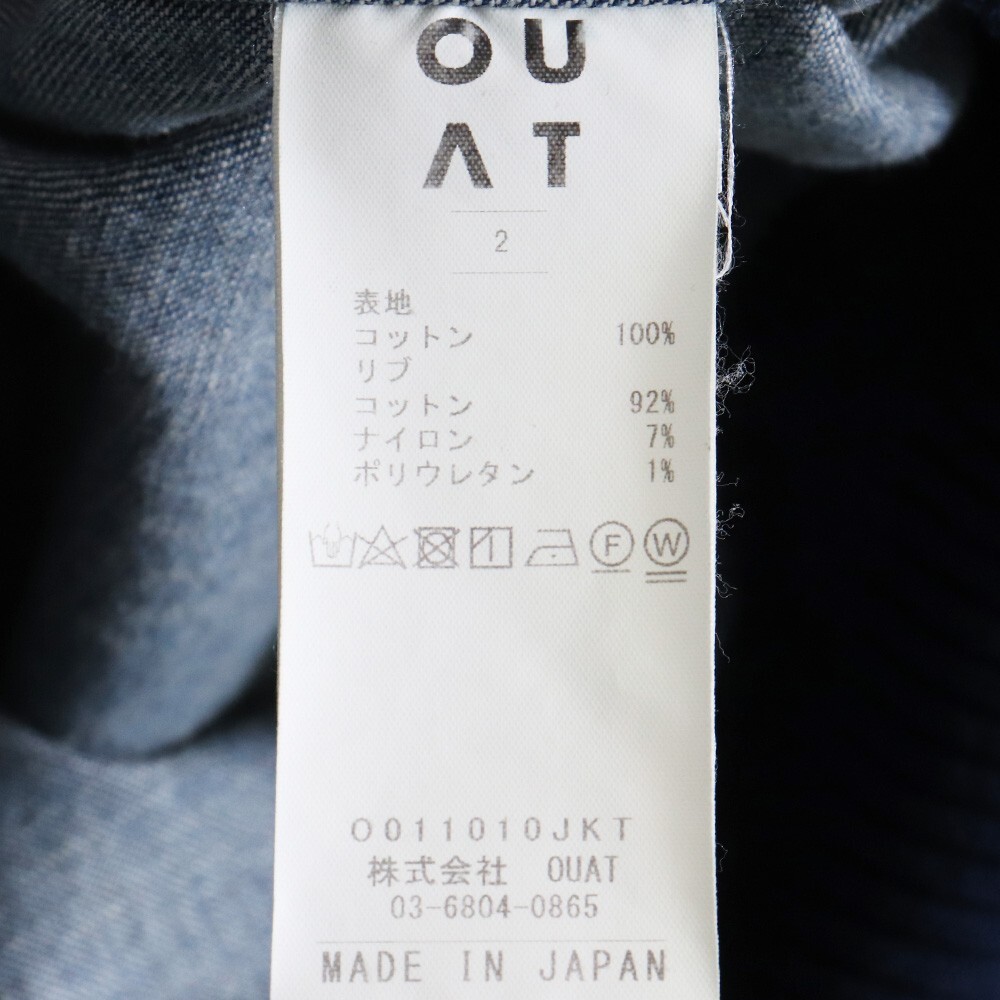 OU
AT
2
表地
コットン 100%
リブ
コットン 92%
ナイロン 7%
ポリウレタン 1%
F W
O011010JKT
株式会社 OUAT
03-6804-0865
MADE IN JAPAN